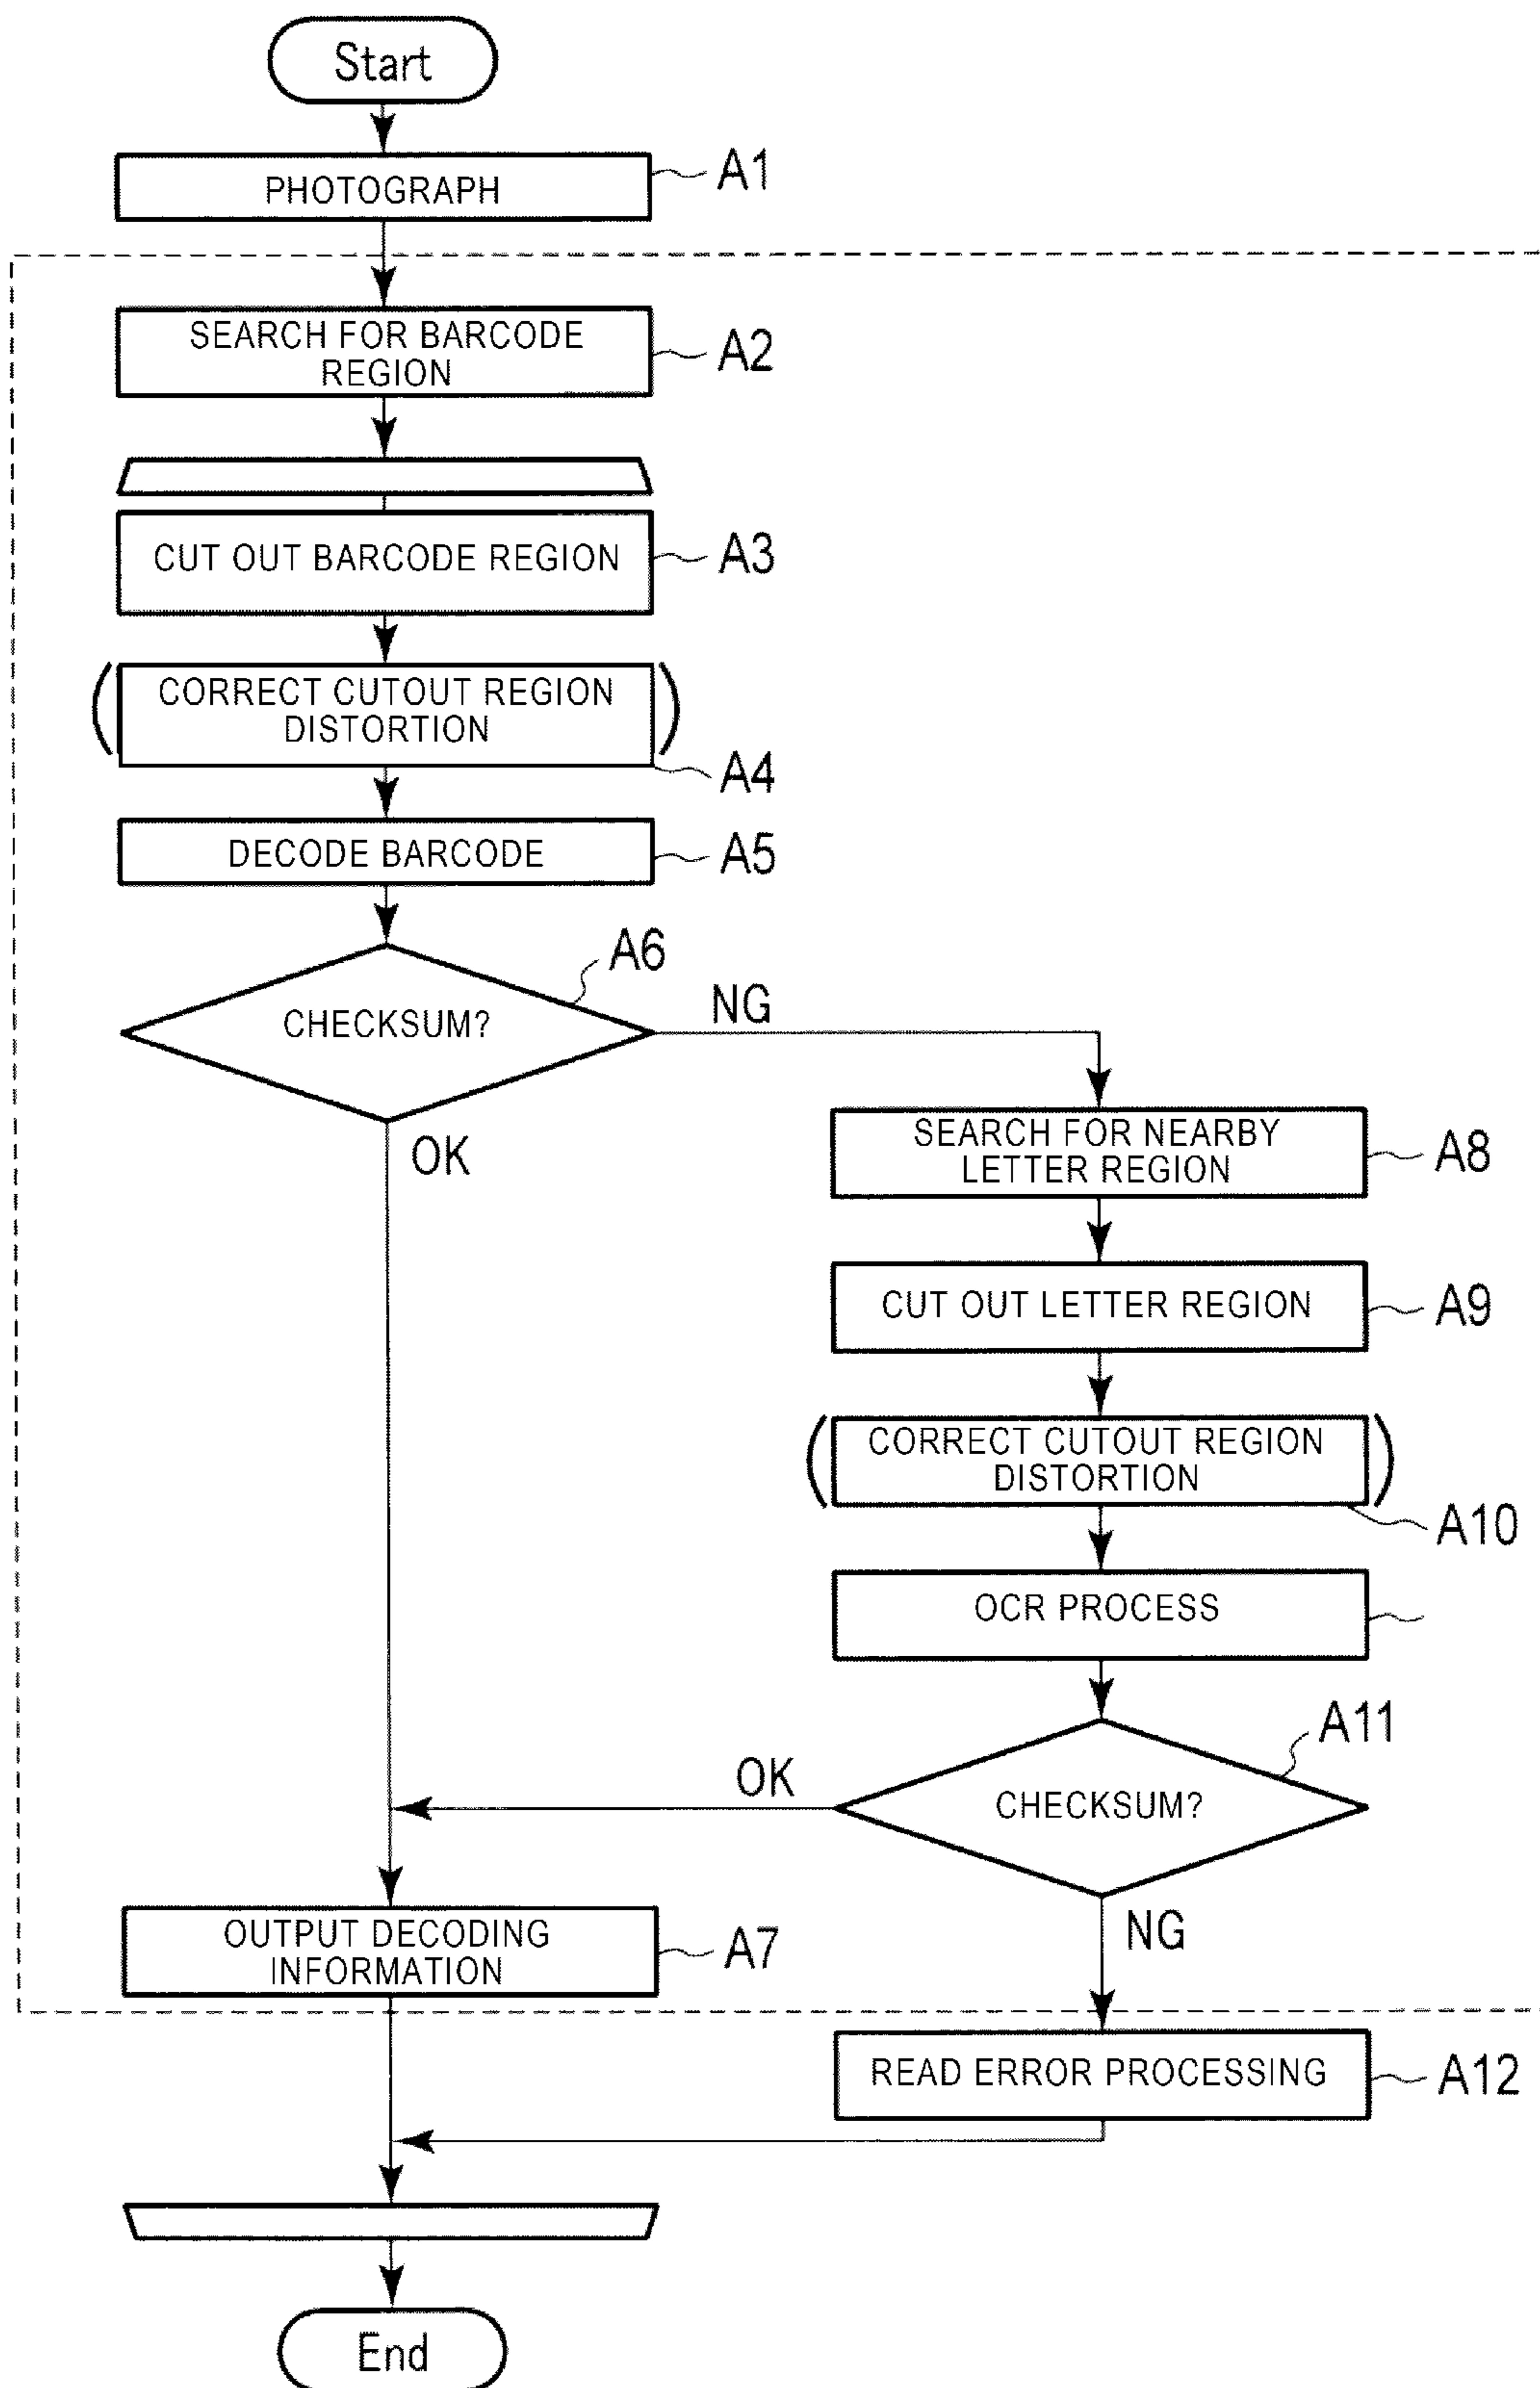 Start
PHOTOGRAPH
A1
SEARCH FOR BARCODE
REGION
A2
CUT OUT BARCODE REGION
A3
CORRECT CUTOUT REGION
DISTORTION
A4
DECODE BARCODE
A5
CHECKSUM?
A6
NG
OK
SEARCH FOR NEARBY
LETTER REGION
A8
CUT OUT LETTER REGION
A9
CORRECT CUTOUT REGION
DISTORTION
A10
OCR PROCESS
CHECKSUM?
A11
OK
NG
OUTPUT DECODING
INFORMATION
A7
READ ERROR PROCESSING
A12
End